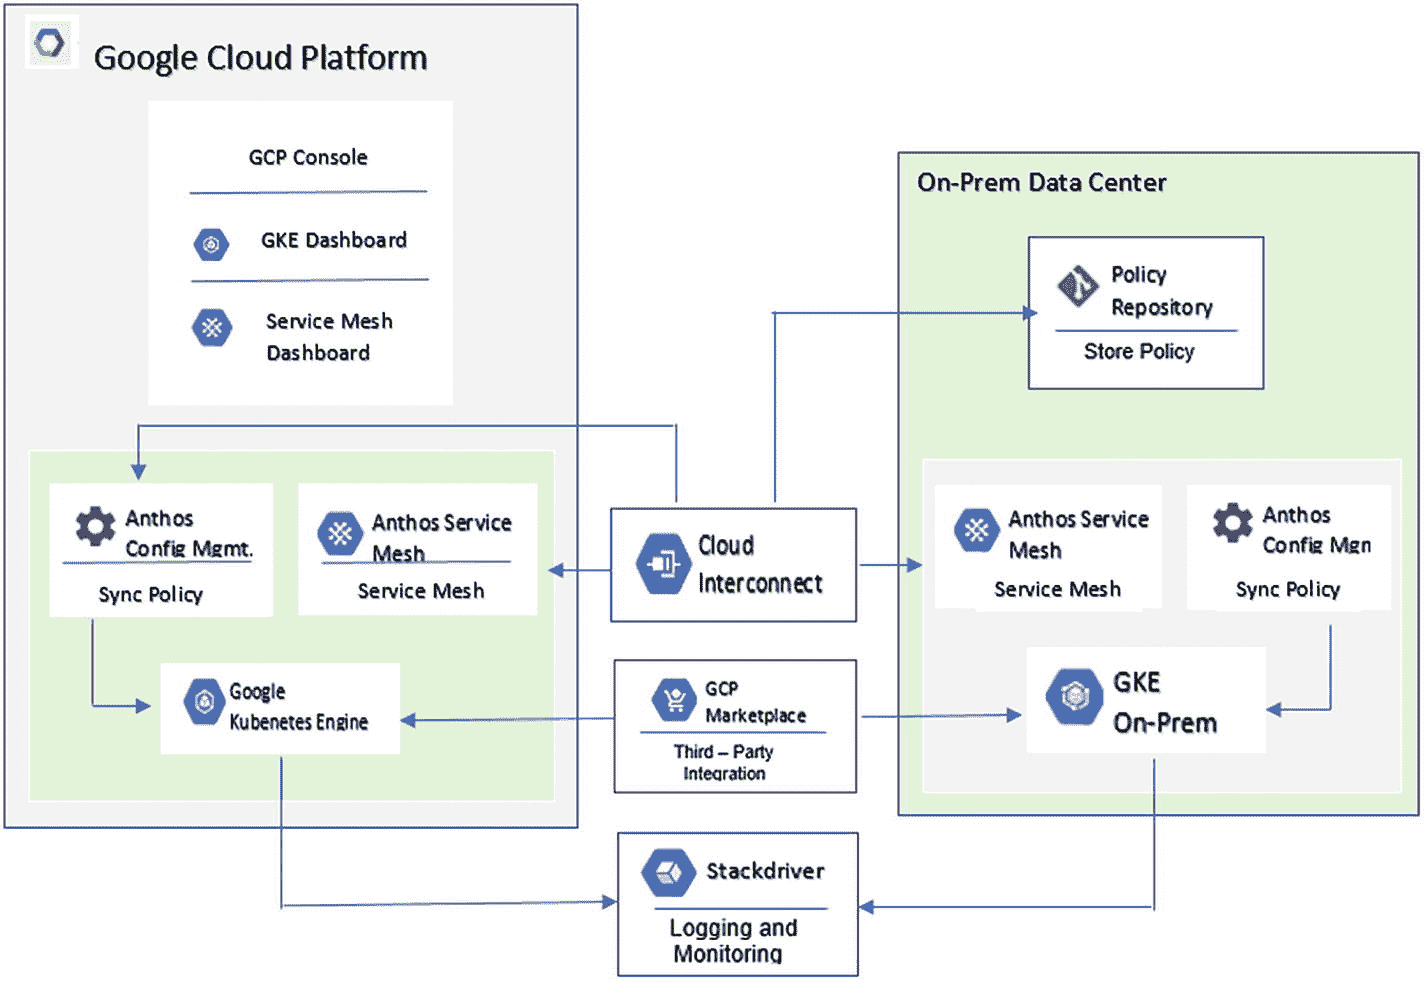 Google Cloud Platform
GCP Console
GKE Dashboard
Service Mesh
Dashboard
Anthos
Config Mgmt.
Sync Policy
Anthos Service
Mesh
Service Mesh
Google
Kubenetes Engine
Cloud
Interconnect
GCP
Marketplace
Third – Party
Integration
Stackdriver
Logging and
Monitoring
On-Prem Data Center
Policy
Repository
Store Policy
Anthos Service
Mesh
Service Mesh
Anthos
Config Mgn
Sync Policy
GKE
On-Prem